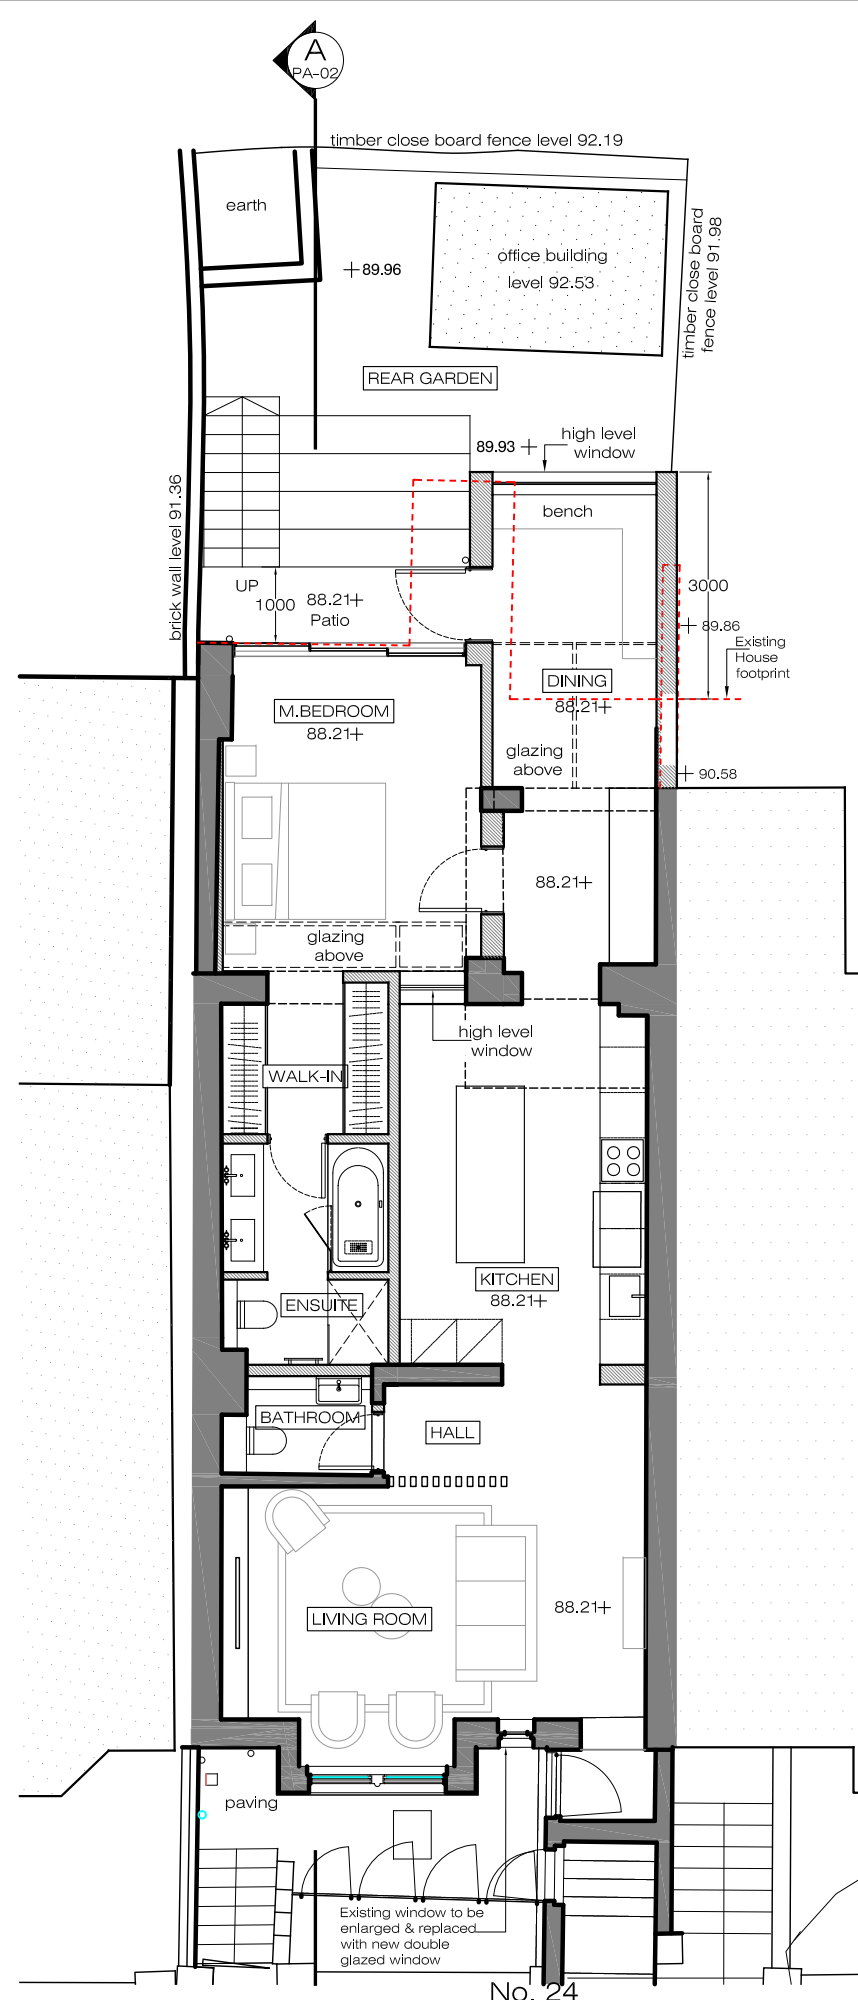 A
PA-02
timber close board fence level 92.19
earth
89.96
office building
level 92.53
timber close board
fence level 91.98
REAR GARDEN
89.93
high level
window
brick wall level 91.36
bench
UP
1000
88.21
Patio
3000
89.86
Existing
House
footprint
DINING
88.21
M.BEDROOM
88.21
glazing
above
90.58
88.21
glazing
above
high level
window
WALK-IN
KITCHEN
88.21
ENSUITE
BATHROOM
HALL
LIVING ROOM
88.21
paving
Existing window to be
enlarged & replaced
with new double
glazed window
No. 24